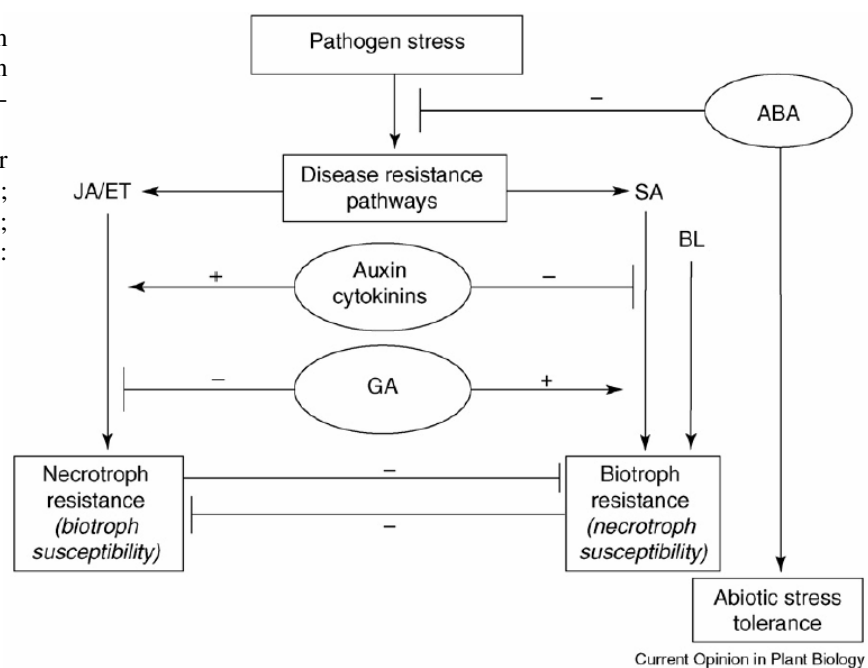 n
n
–
r
;
;
:
Pathogen stress
–
ABA
Disease resistance
pathways
JA/ET
SA
BL
+
Auxin
cytokinins
–
–
GA
+
Necrotroph
resistance
(biotroph
susceptibility)
–
–
Biotroph
resistance
(necrotroph
susceptibility)
Abiotic stress
tolerance
Current Opinion in Plant Biology